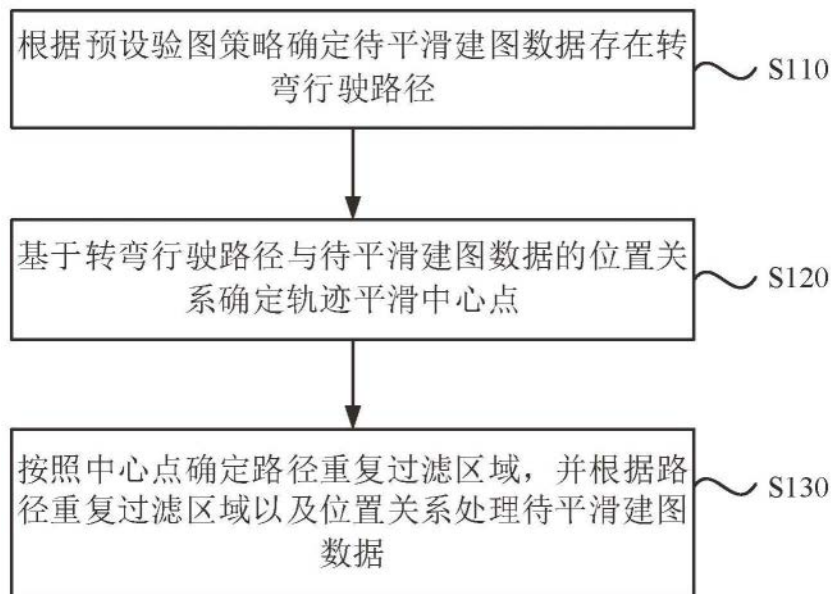 根据预设验图策略确定待平滑建图数据存在转
弯行驶路径
S110
基于转弯行驶路径与待平滑建图数据的位置关
系确定轨迹平滑中心点
S120
按照中心点确定路径重复过滤区域，并根据路
径重复过滤区域以及位置关系处理待平滑建图
数据
S130